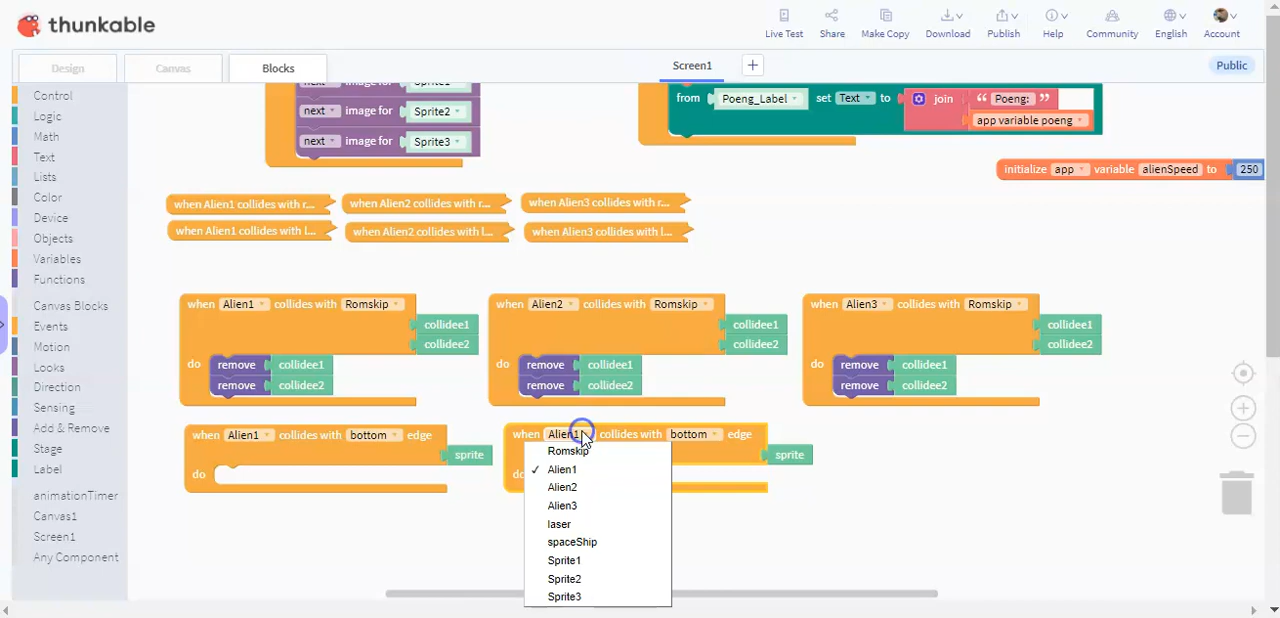 thunkable
Live Test
Share
Make Copy
Download
Publish
Help
Community
English
Account
Design
Canvas
Blocks
Screen1
Public
Control
Logic
Math
Text
Lists
Color
Device
Objects
Variables
Functions
Canvas Blocks
Events
Motion
Looks
Direction
Sensing
Add & Remove
Stage
Label
animationTimer
Canvas1
Screen1
Any Component
next image for Sprite1
next image for Sprite2
next image for Sprite3
from Poeng_Label set Text to join “ Poeng: ”
app variable poeng
initialize app variable alienSpeed to 250
when Alien1 collides with r...
when Alien2 collides with r...
when Alien3 collides with r...
when Alien1 collides with l...
when Alien2 collides with l...
when Alien3 collides with l...
when Alien1 collides with Romskip
collidee1
collidee2
do remove collidee1
remove collidee2
when Alien2 collides with Romskip
collidee1
collidee2
do remove collidee1
remove collidee2
when Alien3 collides with Romskip
collidee1
collidee2
do remove collidee1
remove collidee2
when Alien1 collides with bottom edge
sprite
do
when Alien1 collides with bottom edge
sprite
Romskip
✓ Alien1
Alien2
Alien3
laser
spaceShip
Sprite1
Sprite2
Sprite3